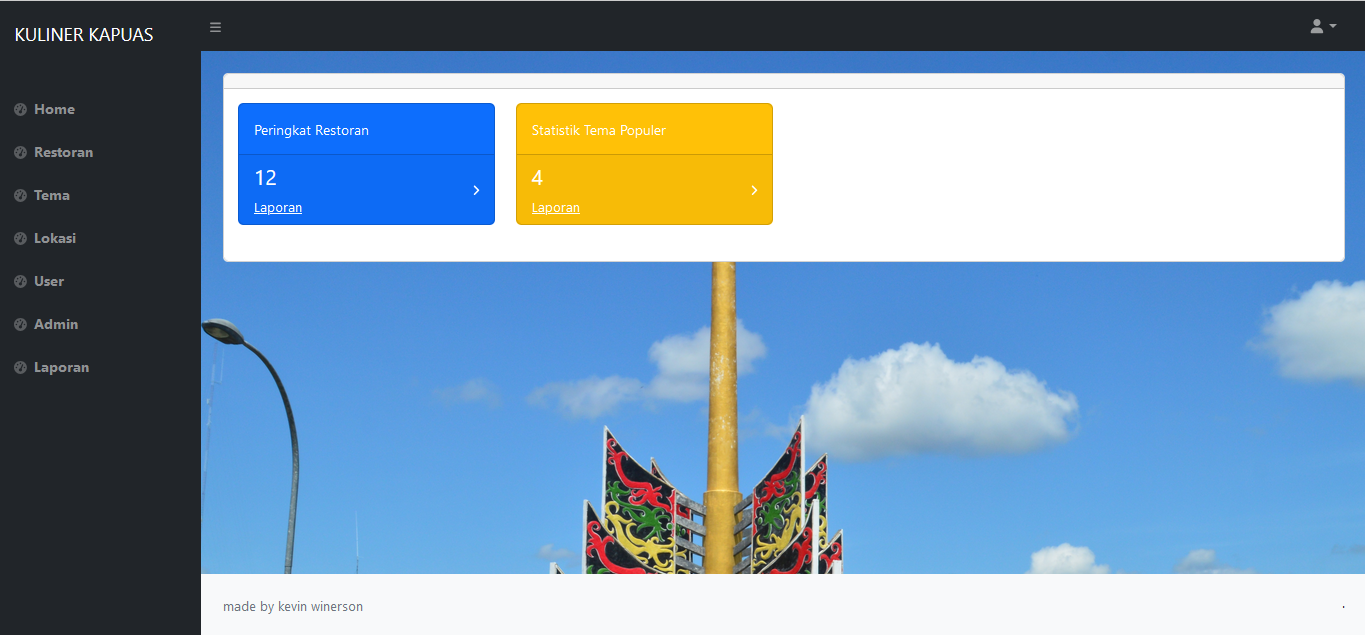 KULINER KAPUAS
Home
Restoran
Tema
Lokasi
User
Admin
Laporan
Peringkat Restoran
12
Laporan
Statistik Tema Populer
4
Laporan
made by kevin winerson
.